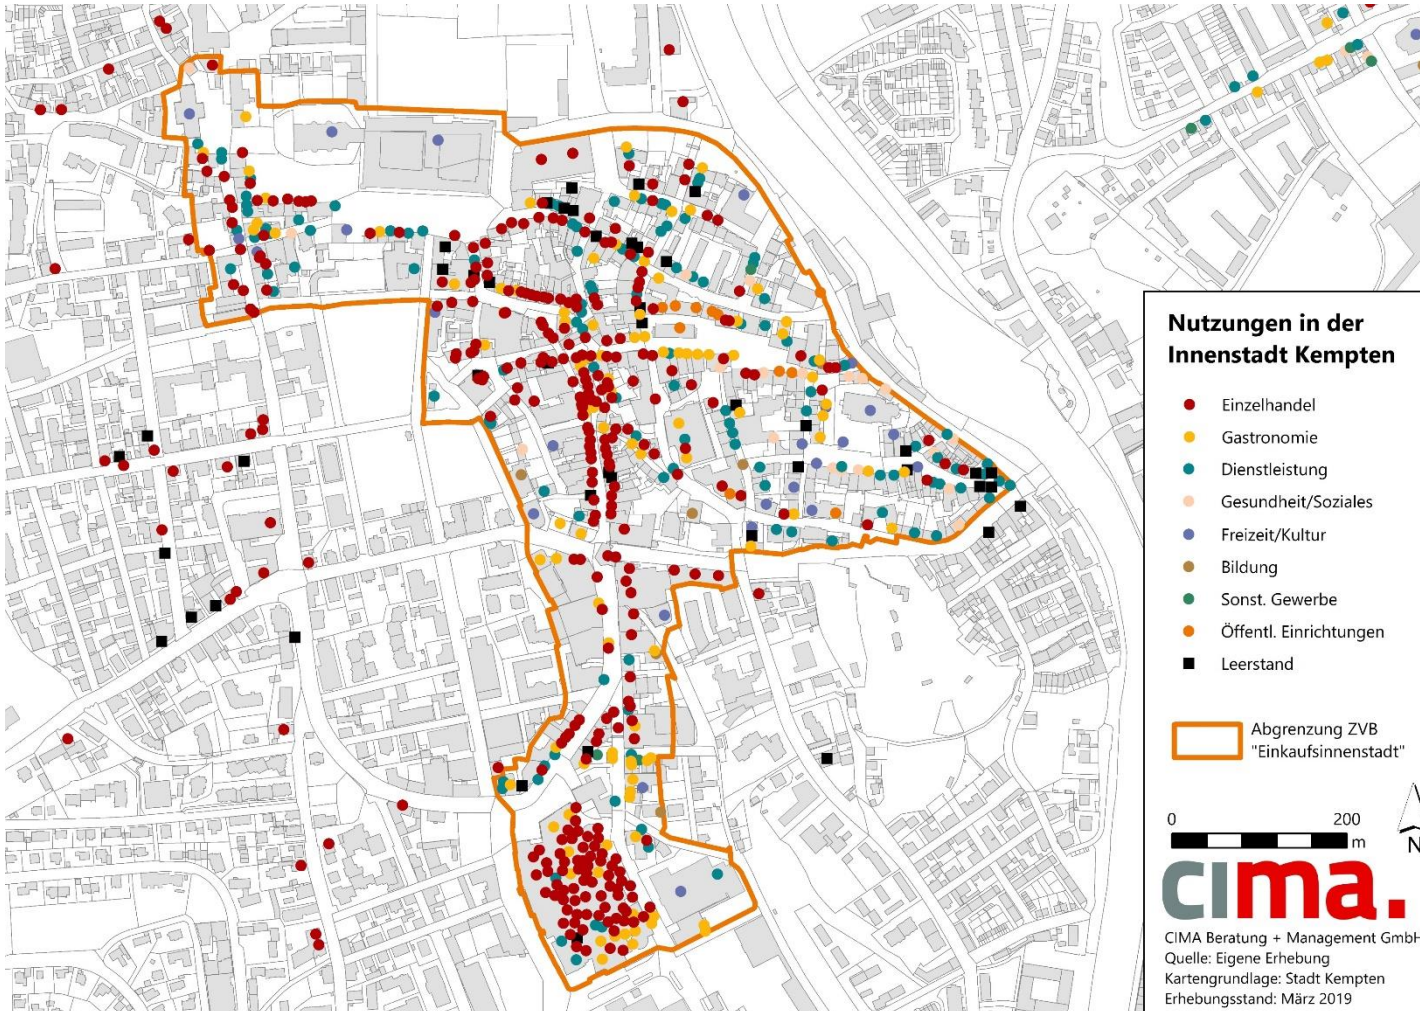 Nutzungen in der
Innenstadt Kempten
Einzelhandel
Gastronomie
Dienstleistung
Gesundheit/Soziales
Freizeit/Kultur
Bildung
Sonst. Gewerbe
Öffentl. Einrichtungen
Leerstand
Abgrenzung ZVB
"Einkaufsinnenstadt"
0 200
m
N
cima.
CIMA Beratung + Management GmbH
Quelle: Eigene Erhebung
Kartengrundlage: Stadt Kempten
Erhebungsstand: März 2019